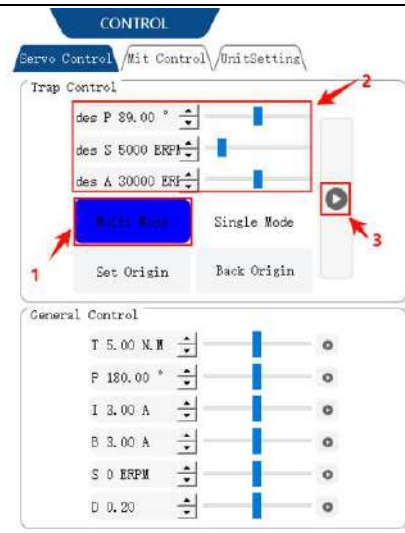 CONTROL
Servo Control Mit Control UnitSetting
Trap Control
2
des P 89.00 °
des S 5000 ERPM
des A 30000 ERP
Multi Mode
Single Mode
3
1
Set Origin
Back Origin
General Control
T 5.00 N.M
P 180.00 °
I 3.00 A
B 3.00 A
S 0 ERPM
D 0.20